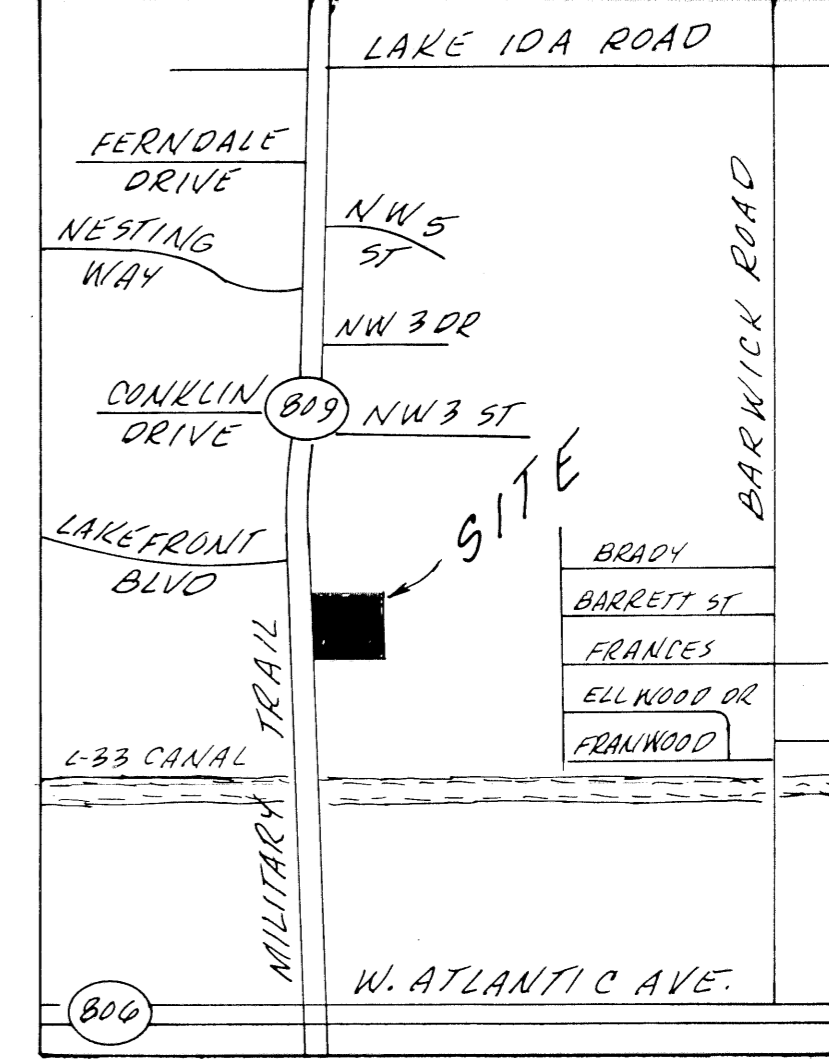 LAKE IDA ROAD
FERNDALE
DRIVE
NW 5
ST
NESTING
WAY
BARWICK ROAD
NW 3 DR
CONKLIN
DRIVE
809
NW 3 ST
SITE
LAKEFRONT
BLVD
BRADY
BARRETT ST
FRANCES
ELLWOOD DR
FRANWOOD
L-33 CANAL
MILITARY TRAIL
W. ATLANTIC AVE.
806